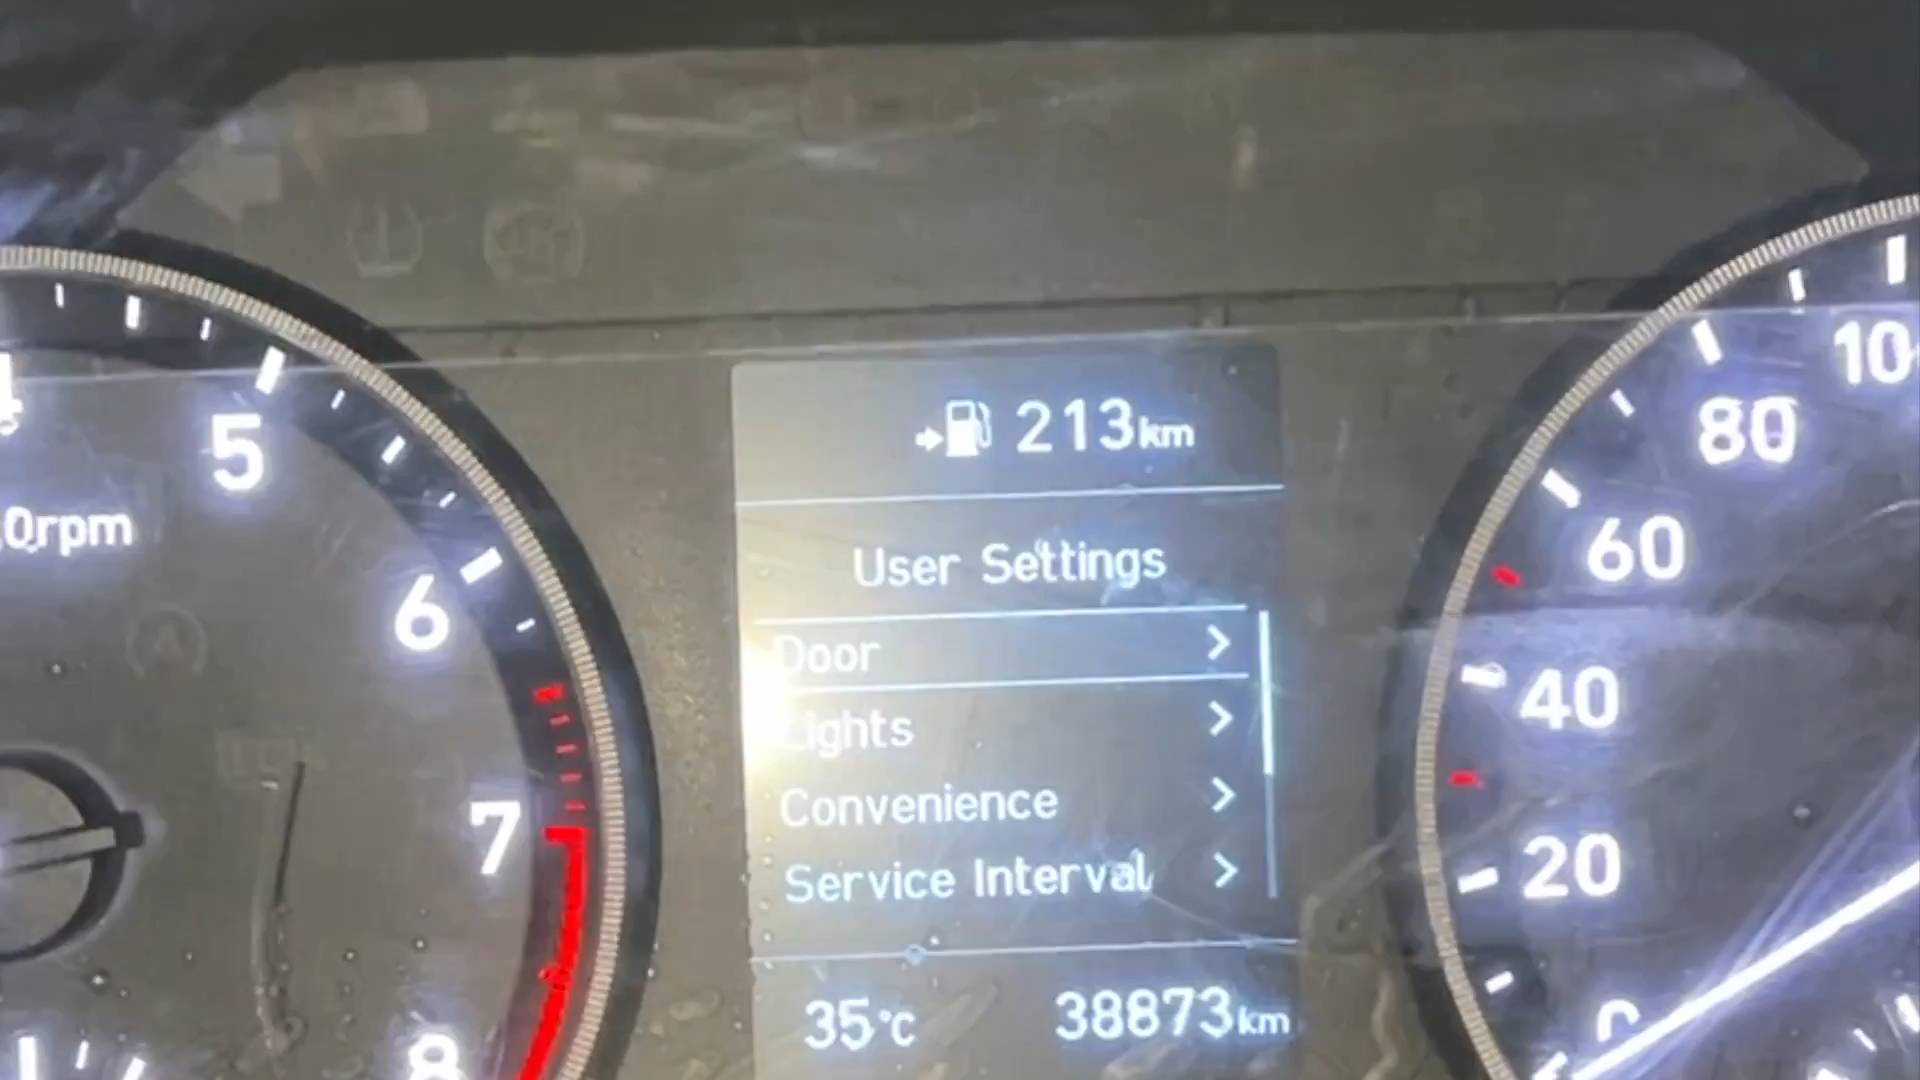 213km
User Settings
Door
Lights
Convenience
Service Interval
35°C 38873km
5
6
7
8
0rpm
80
60
40
20
0